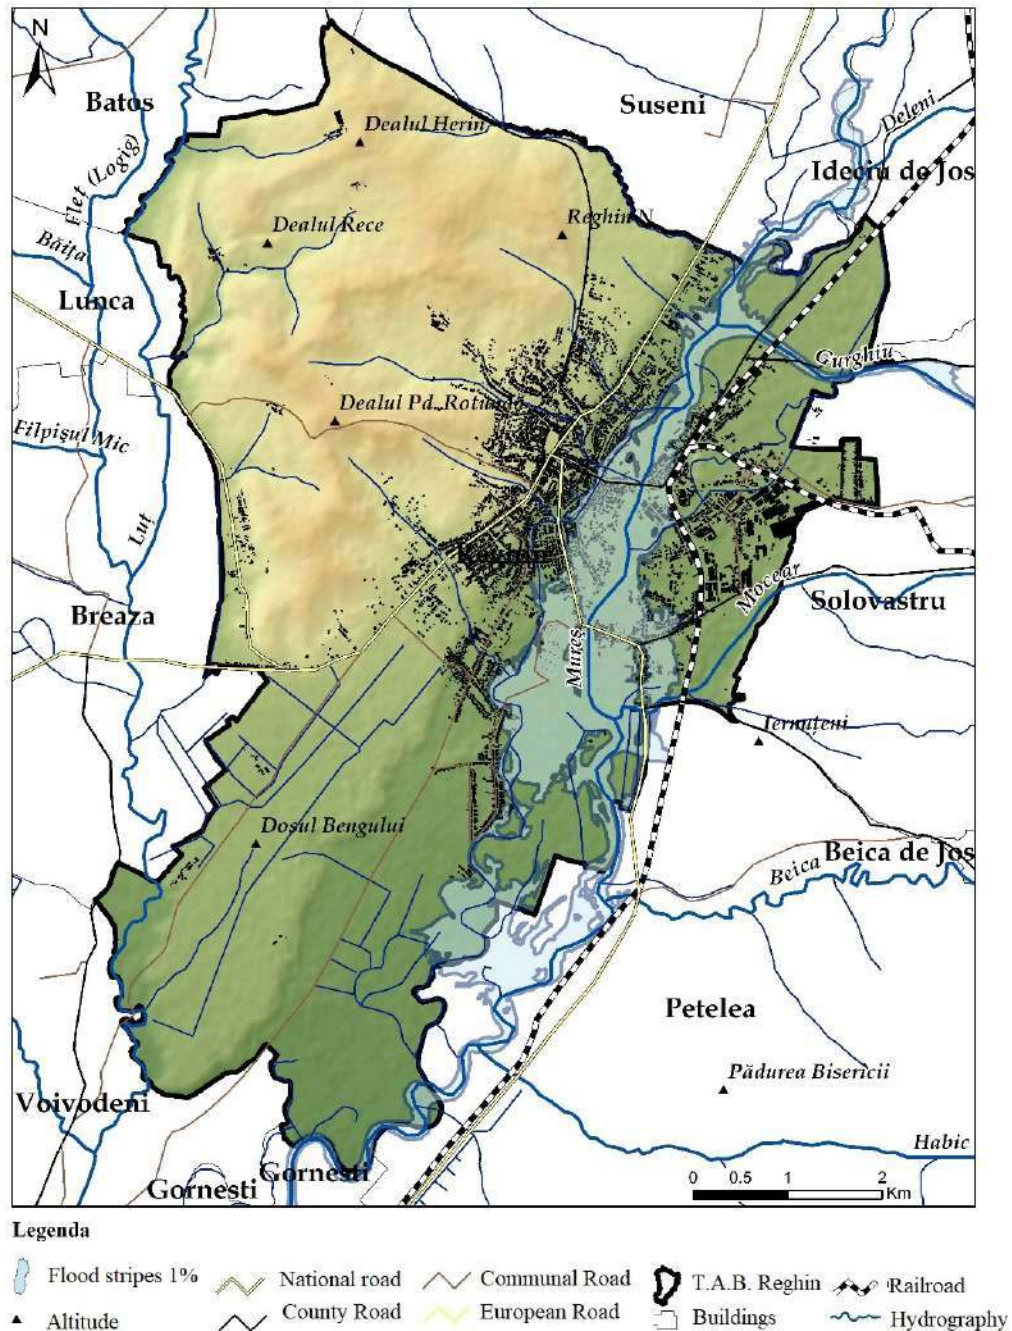 N
Batos
Suseni
Dealul Herin
Deleni
Ideciu de Jos
Fleț (Logig)
Dealul Rece
Reghin N
Băița
Lunca
Gurghiu
Dealul Pd. Rotundă
Filpișul Mic
Luț
Reghin
Mocear
Breaza
Solovastru
Mureș
Iernuțeni
Dosul Bengului
Beica de Jos
Beica
Petelea
Pădurea Bisericii
Voivodeni
Habic
Gornesti
Gornesti
0 0.5 1 2
Km
Legenda
Flood stripes 1% National road Communal Road T.A.B. Reghin Railroad
Altitude County Road European Road Buildings Hydrography